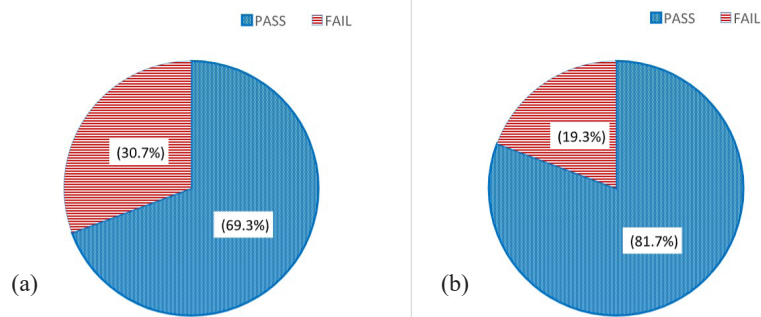 PASS FAIL
(30.7%)
(69.3%)
(a)
PASS FAIL
(19.3%)
(81.7%)
(b)